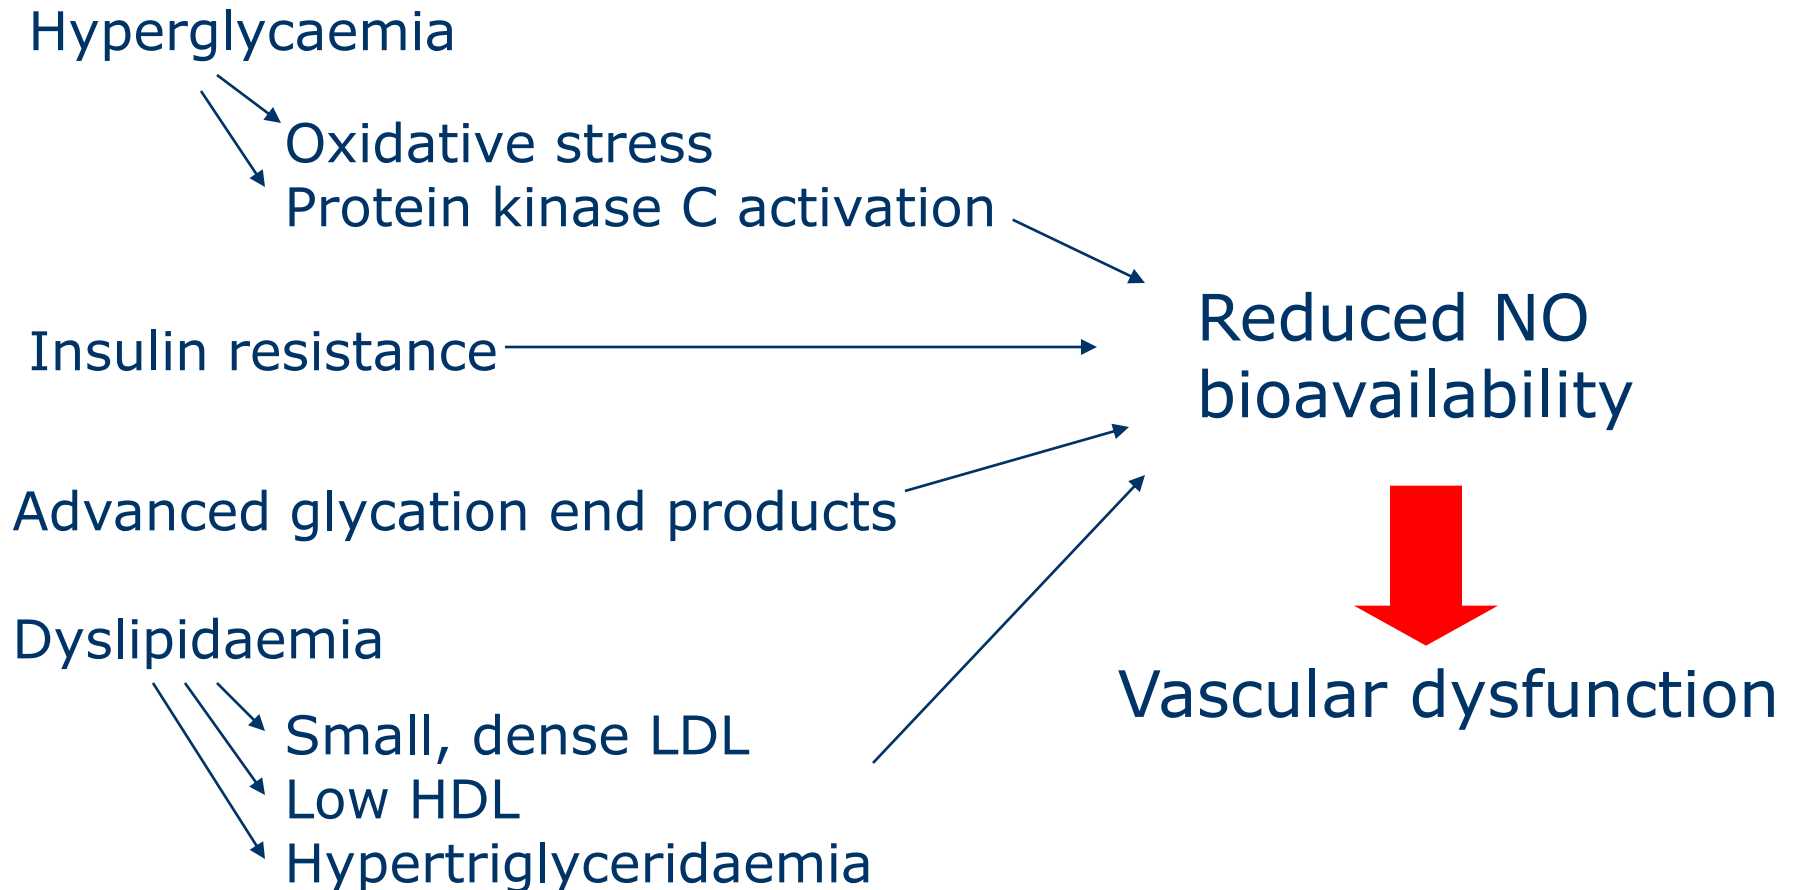 Hyperglycaemia
Oxidative stress
Protein kinase C activation
Insulin resistance
Advanced glycation end products
Dyslipidaemia
Small, dense LDL
Low HDL
Hypertriglyceridaemia
Reduced NO
bioavailability
Vascular dysfunction